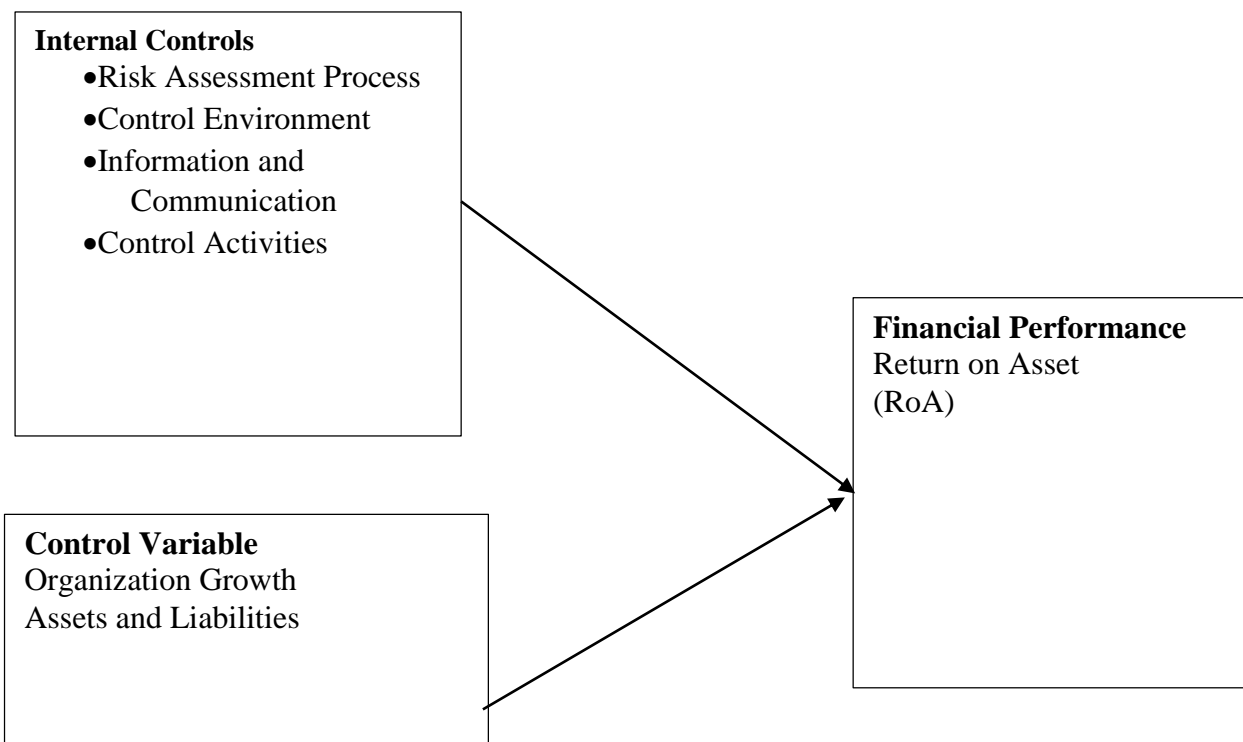 Internal Controls
•Risk Assessment Process
•Control Environment
•Information and
Communication
•Control Activities
Financial Performance
Return on Asset
(RoA)
Control Variable
Organization Growth
Assets and Liabilities